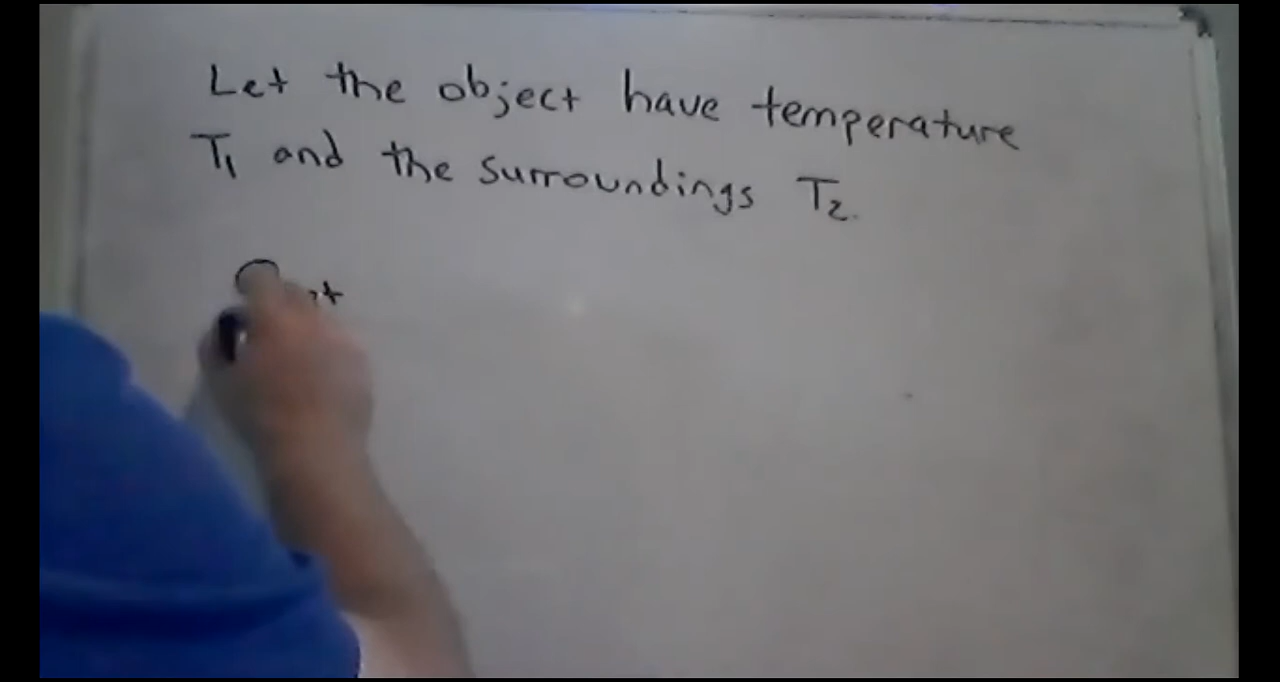 Let the object have temperature
T₁ and the surroundings T₂.